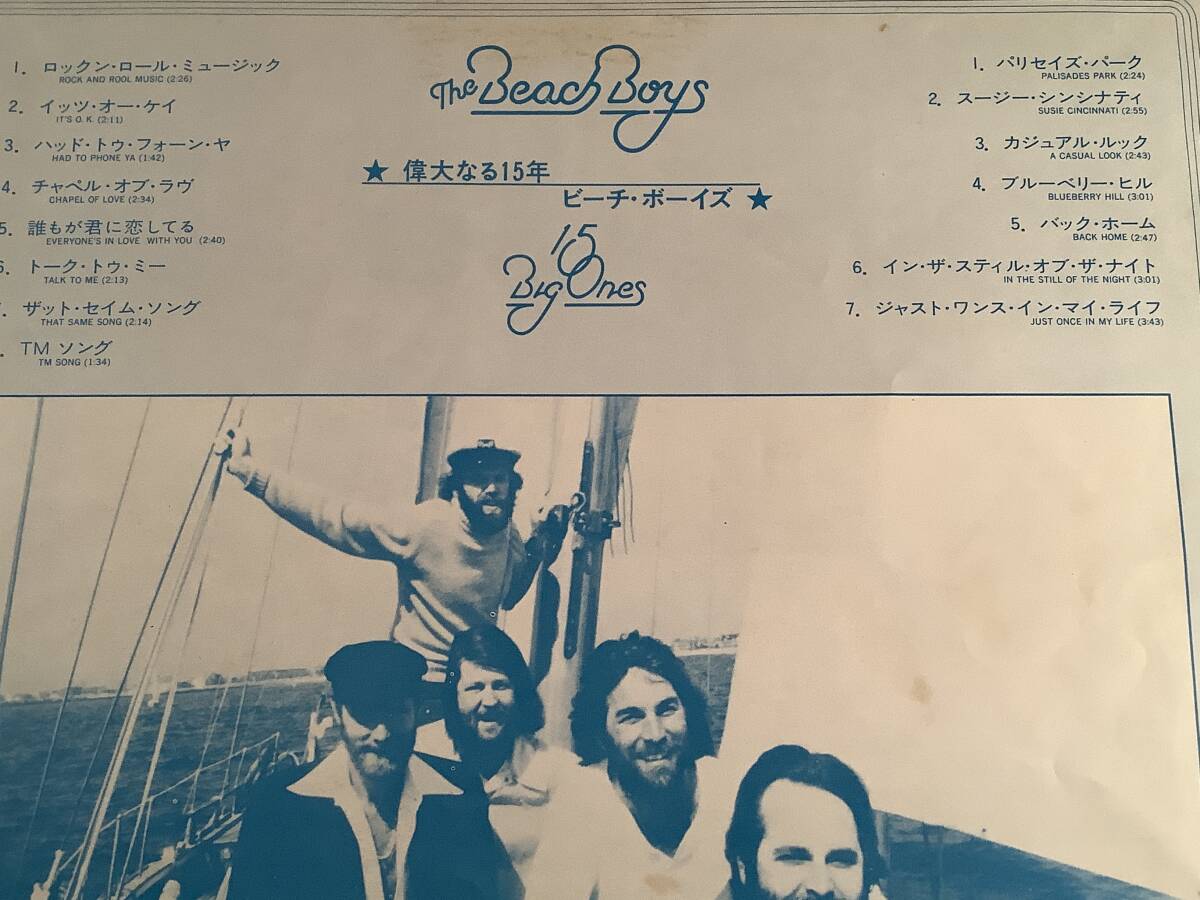 1. ロックン・ロール・ミュージック
ROCK AND ROOL MUSIC (2:26)
2. イッツ・オー・ケイ
IT'S O. K. (2:11)
3. ハッド・トゥ・フォーン・ヤ
HAD TO PHONE YA (1:42)
4. チャペル・オブ・ラヴ
CHAPEL OF LOVE (2:34)
5. 誰もが君に恋してる
EVERYONE'S IN LOVE WITH YOU (2:40)
6. トーク・トゥ・ミー
TALK TO ME (2:13)
. ザット・セイム・ソング
THAT SAME SONG (2:14)
. TM ソング
TM SONG (1:34)
The Beach Boys
★ 偉大なる15年
ビーチ・ボーイズ ★
15
Big Ones
1. パリセイズ・パーク
PALISADES PARK (2:24)
2. スージー・シンシナティ
SUSIE CINCINNATI (2:55)
3. カジュアル・ルック
A CASUAL LOOK (2:43)
4. ブルーベリー・ヒル
BLUEBERRY HILL (3:01)
5. バック・ホーム
BACK HOME (2:47)
6. イン・ザ・スティル・オブ・ザ・ナイト
IN THE STILL OF THE NIGHT (3:01)
7. ジャスト・ワンス・イン・マイ・ライフ
JUST ONCE IN MY LIFE (3:43)